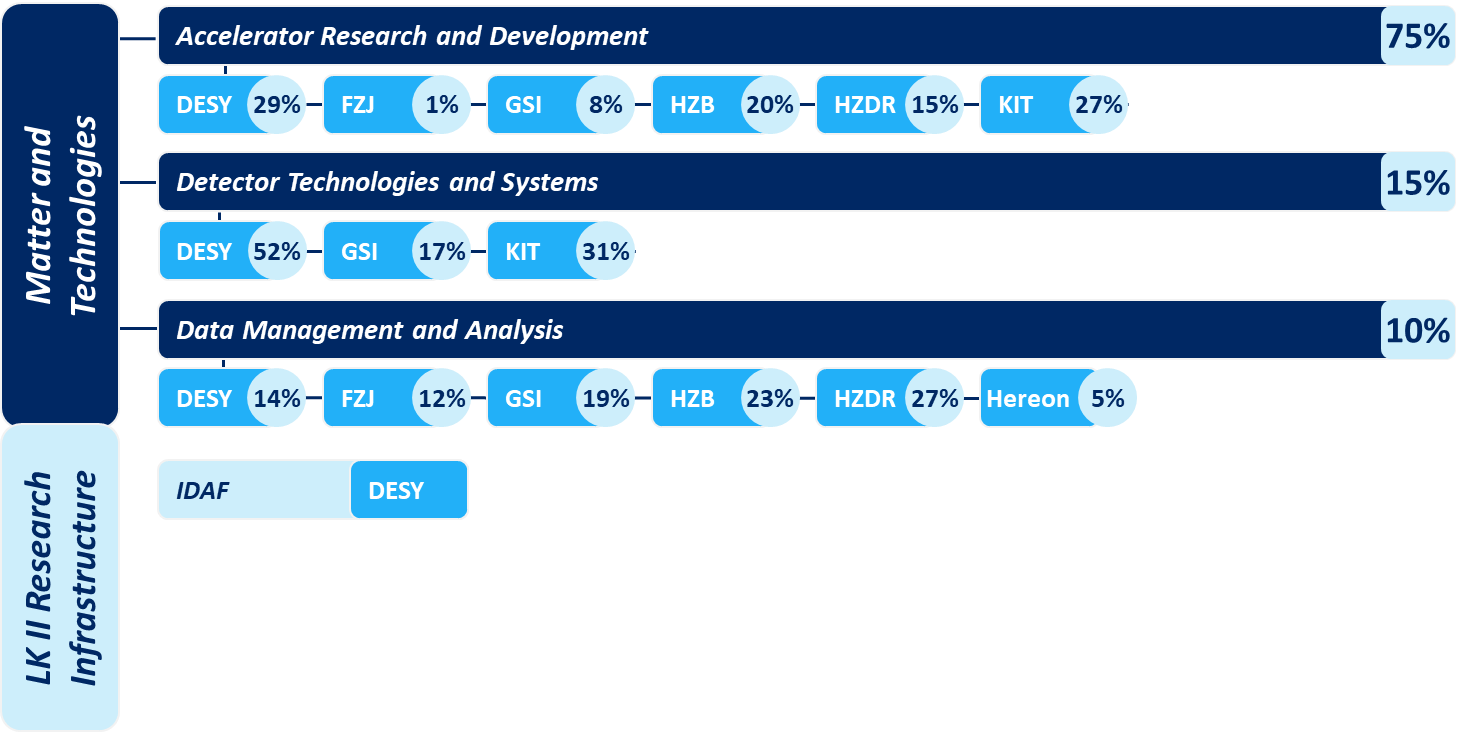 Matter and
Technologies
Accelerator Research and Development 75%
DESY 29% FZJ 1% GSI 8% HZB 20% HZDR 15% KIT 27%
Detector Technologies and Systems 15%
DESY 52% GSI 17% KIT 31%
Data Management and Analysis 10%
DESY 14% FZJ 12% GSI 19% HZB 23% HZDR 27% Hereon 5%
LK II Research
Infrastructure
IDAF DESY